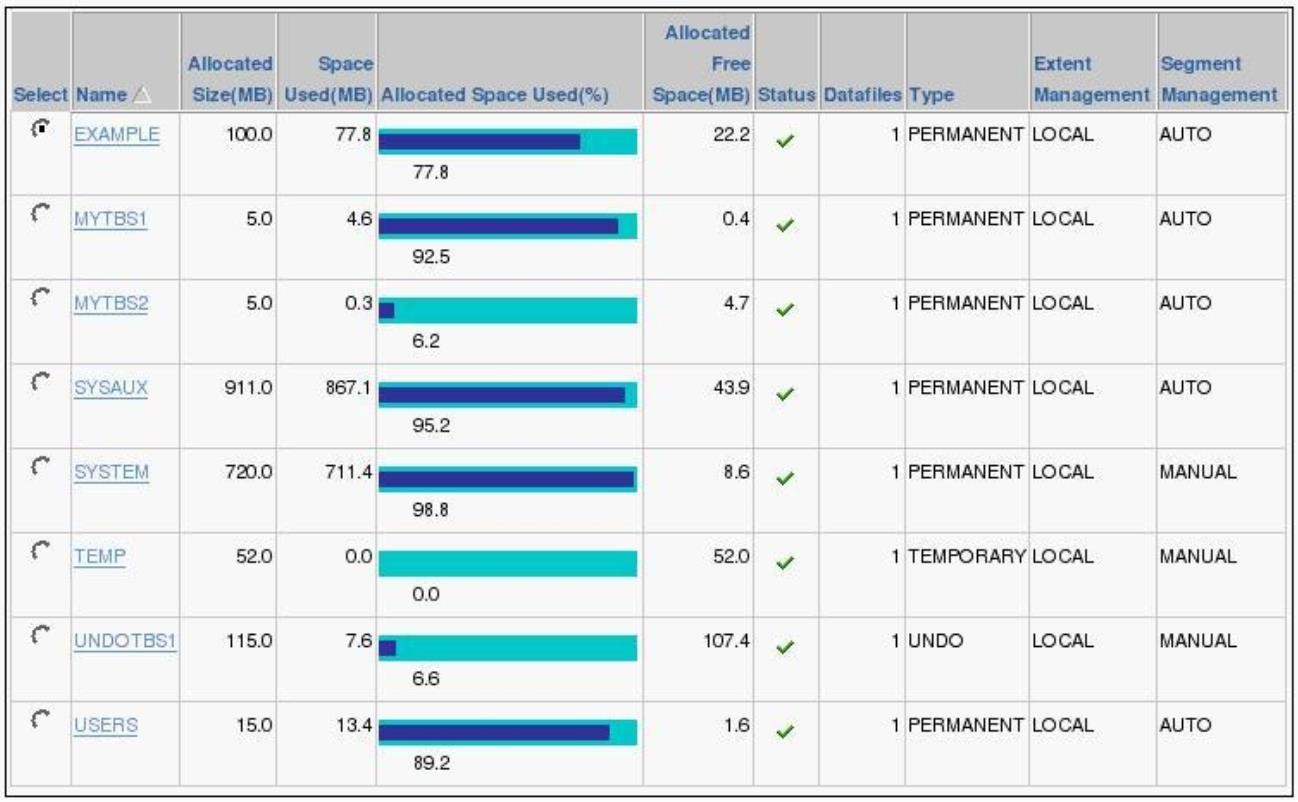 Select Name Allocated Size(MB) Space Used(MB) Allocated Space Used(%) Allocated Free Space(MB) Status Datafiles Type Extent Management Segment Management
EXAMPLE 100.0 77.8 77.8 22.2 1 PERMANENT LOCAL AUTO
MYTBS1 5.0 4.6 92.5 0.4 1 PERMANENT LOCAL AUTO
MYTBS2 5.0 0.3 6.2 4.7 1 PERMANENT LOCAL AUTO
SYSAUX 911.0 867.1 95.2 43.9 1 PERMANENT LOCAL AUTO
SYSTEM 720.0 711.4 98.8 8.6 1 PERMANENT LOCAL MANUAL
TEMP 52.0 0.0 0.0 52.0 1 TEMPORARY LOCAL MANUAL
UNDOTBS1 115.0 7.6 6.6 107.4 1 UNDO LOCAL MANUAL
USERS 15.0 13.4 89.2 1.6 1 PERMANENT LOCAL AUTO